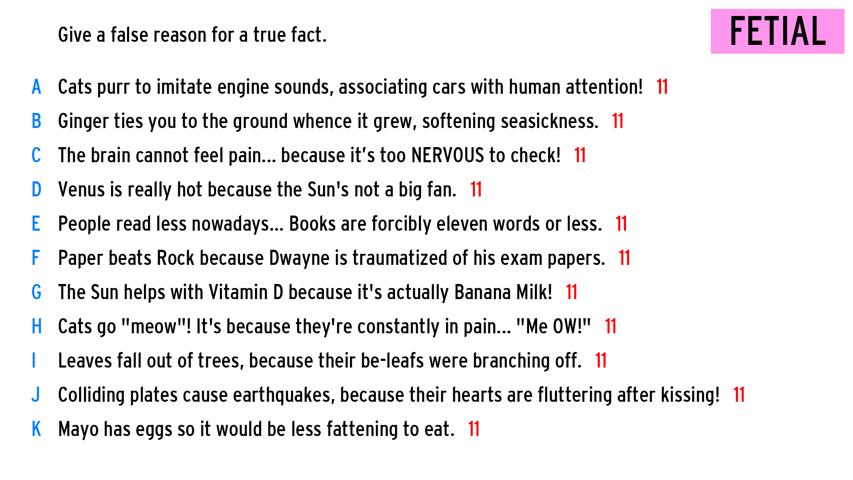 Give a false reason for a true fact.
FETIAL
A Cats purr to imitate engine sounds, associating cars with human attention! 11
B Ginger ties you to the ground whence it grew, softening seasickness. 11
C The brain cannot feel pain... because it's too NERVOUS to check! 11
D Venus is really hot because the Sun's not a big fan. 11
E People read less nowadays... Books are forcibly eleven words or less. 11
F Paper beats Rock because Dwayne is traumatized of his exam papers. 11
G The Sun helps with Vitamin D because it's actually Banana Milk! 11
H Cats go "meow"! It's because they're constantly in pain... "Me OW!" 11
I Leaves fall out of trees, because their be-leafs were branching off. 11
J Colliding plates cause earthquakes, because their hearts are fluttering after kissing! 11
K Mayo has eggs so it would be less fattening to eat. 11